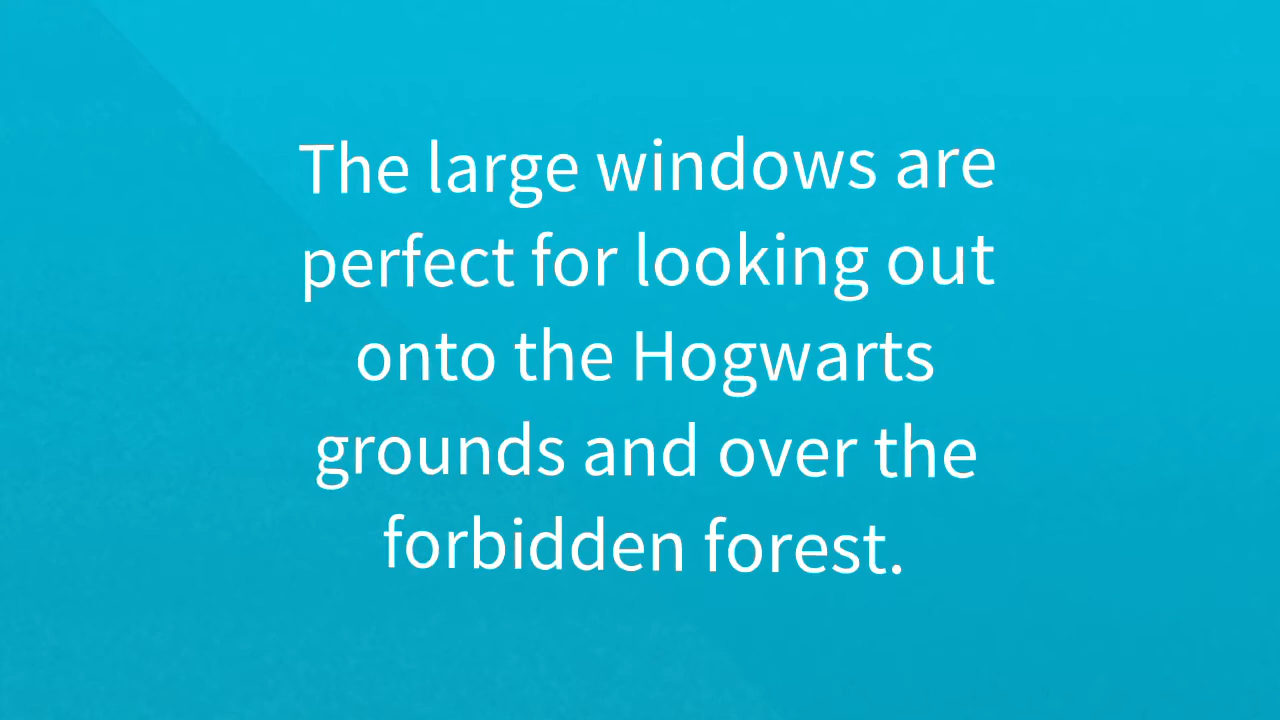 The large windows are
perfect for looking out
onto the Hogwarts
grounds and over the
forbidden forest.